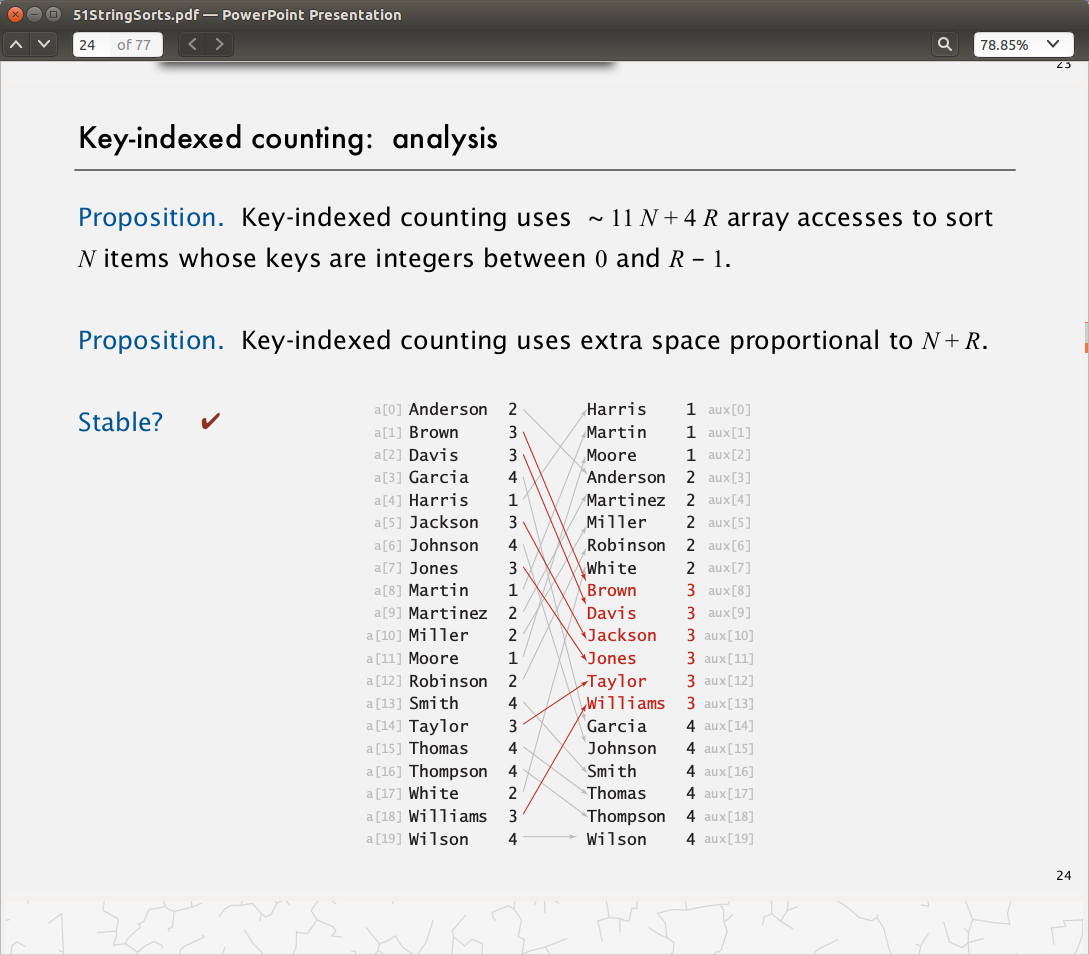 51StringSorts.pdf — PowerPoint Presentation
24 of 77 78.85%
23
Key-indexed counting: analysis
Proposition. Key-indexed counting uses ~ 11 N + 4 R array accesses to sort
N items whose keys are integers between 0 and R – 1.
Proposition. Key-indexed counting uses extra space proportional to N + R.
Stable? ✔
a[0] Anderson 2 Harris 1 aux[0]
a[1] Brown 3 Martin 1 aux[1]
a[2] Davis 3 Moore 1 aux[2]
a[3] Garcia 4 Anderson 2 aux[3]
a[4] Harris 1 Martinez 2 aux[4]
a[5] Jackson 3 Miller 2 aux[5]
a[6] Johnson 4 Robinson 2 aux[6]
a[7] Jones 3 White 2 aux[7]
a[8] Martin 1 Brown 3 aux[8]
a[9] Martinez 2 Davis 3 aux[9]
a[10] Miller 2 Jackson 3 aux[10]
a[11] Moore 1 Jones 3 aux[11]
a[12] Robinson 2 Taylor 3 aux[12]
a[13] Smith 4 Williams 3 aux[13]
a[14] Taylor 3 Garcia 4 aux[14]
a[15] Thomas 4 Johnson 4 aux[15]
a[16] Thompson 4 Smith 4 aux[16]
a[17] White 2 Thomas 4 aux[17]
a[18] Williams 3 Thompson 4 aux[18]
a[19] Wilson 4 Wilson 4 aux[19]
24